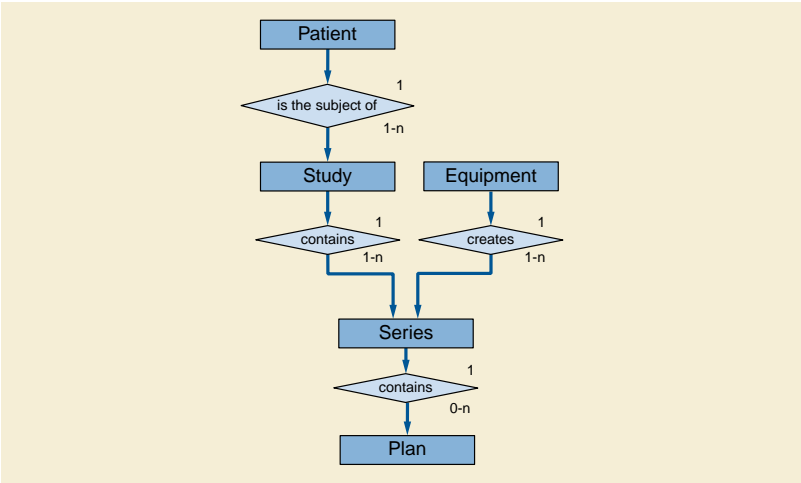 Patient
1
is the subject of
1-n
Study
Equipment
1
1
contains
creates
1-n
1-n
Series
1
contains
0-n
Plan